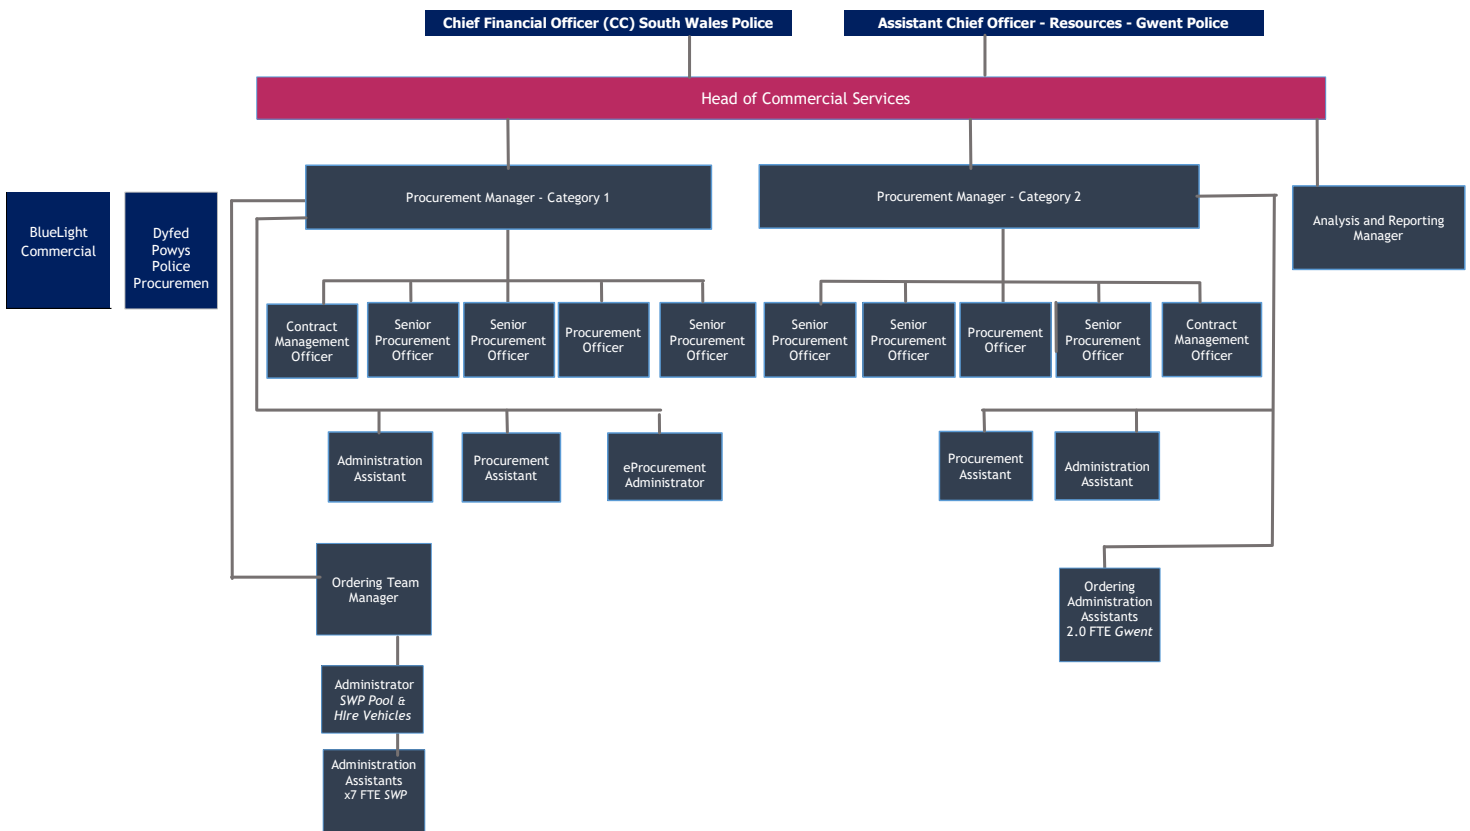 Chief Financial Officer (CC) South Wales Police
Assistant Chief Officer - Resources - Gwent Police
Head of Commercial Services
Procurement Manager - Category 1
Procurement Manager - Category 2
BlueLight
Commercial
Dyfed
Powys
Police
Procuremen
Analysis and Reporting
Manager
Contract
Management
Officer
Senior
Procurement
Officer
Senior
Procurement
Officer
Procurement
Officer
Senior
Procurement
Officer
Senior
Procurement
Officer
Senior
Procurement
Officer
Procurement
Officer
Senior
Procurement
Officer
Contract
Management
Officer
Administration
Assistant
Procurement
Assistant
eProcurement
Administrator
Procurement
Assistant
Administration
Assistant
Ordering Team
Manager
Ordering
Administration
Assistants
2.0 FTE Gwent
Administrator
SWP Pool &
HIre Vehicles
Administration
Assistants
x7 FTE SWP